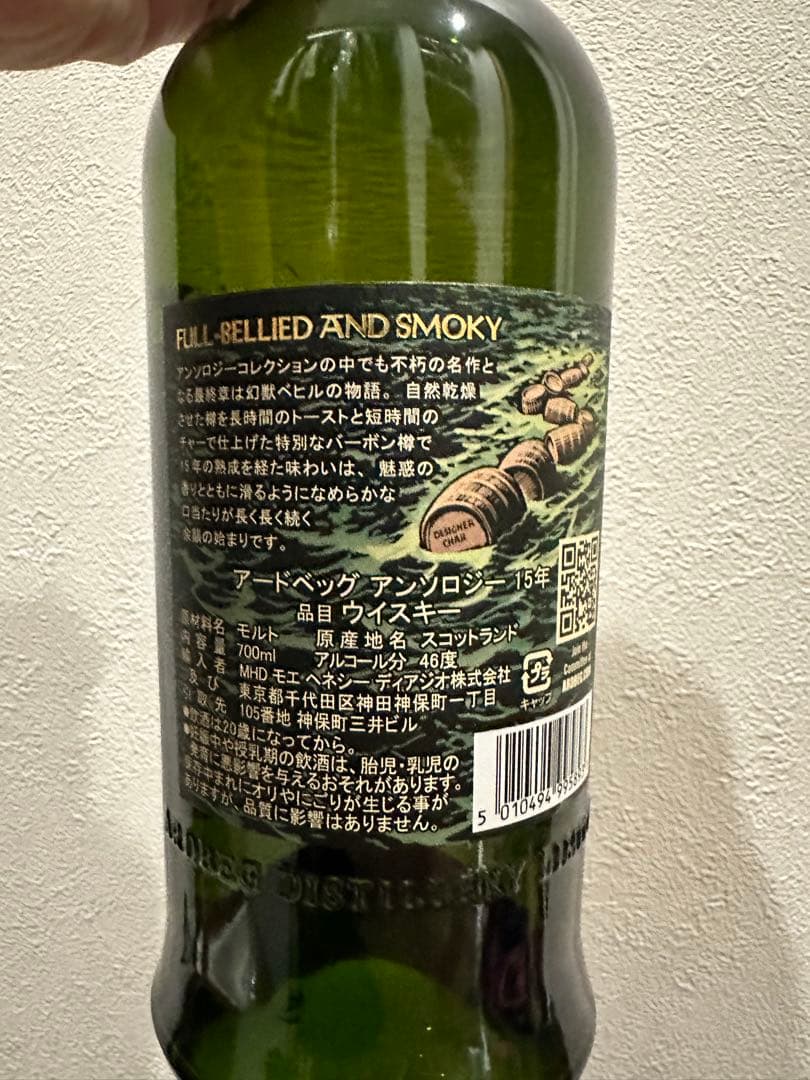 FULL-BELLIED AND SMOKY
アンソロジーコレクションの中でも不朽の名作と
なる最終章は幻獣ベヒルの物語。自然乾燥
させた樽を長時間のトーストと短時間の
チャーで仕上げた特別なバーボン樽で
15年の熟成を経た味わいは、魅惑の
香りとともに滑るようになめらかな
口当たりが長く長く続く
余韻の始まりです。
DESIGNER
CHAR
アードベッグ アンソロジー 15年
品目 ウイスキー
原材料名 モルト 原産地名 スコットランド
内容量 700ml アルコール分 46度
輸入者 MHD モエ ヘネシー ディアジオ株式会社
及び 東京都千代田区神田神保町一丁目
引取先 105番地 神保町三井ビル
●飲酒は20歳になってから。
●妊娠中や授乳期の飲酒は、胎児・乳児の
発育に悪影響を与えるおそれがあります。
まれにオリやにごりが生じる事が
ありますが、品質に影響はありません。
Join the
Committee
キャップ
5 010494
ARDBEG DISTILLERY